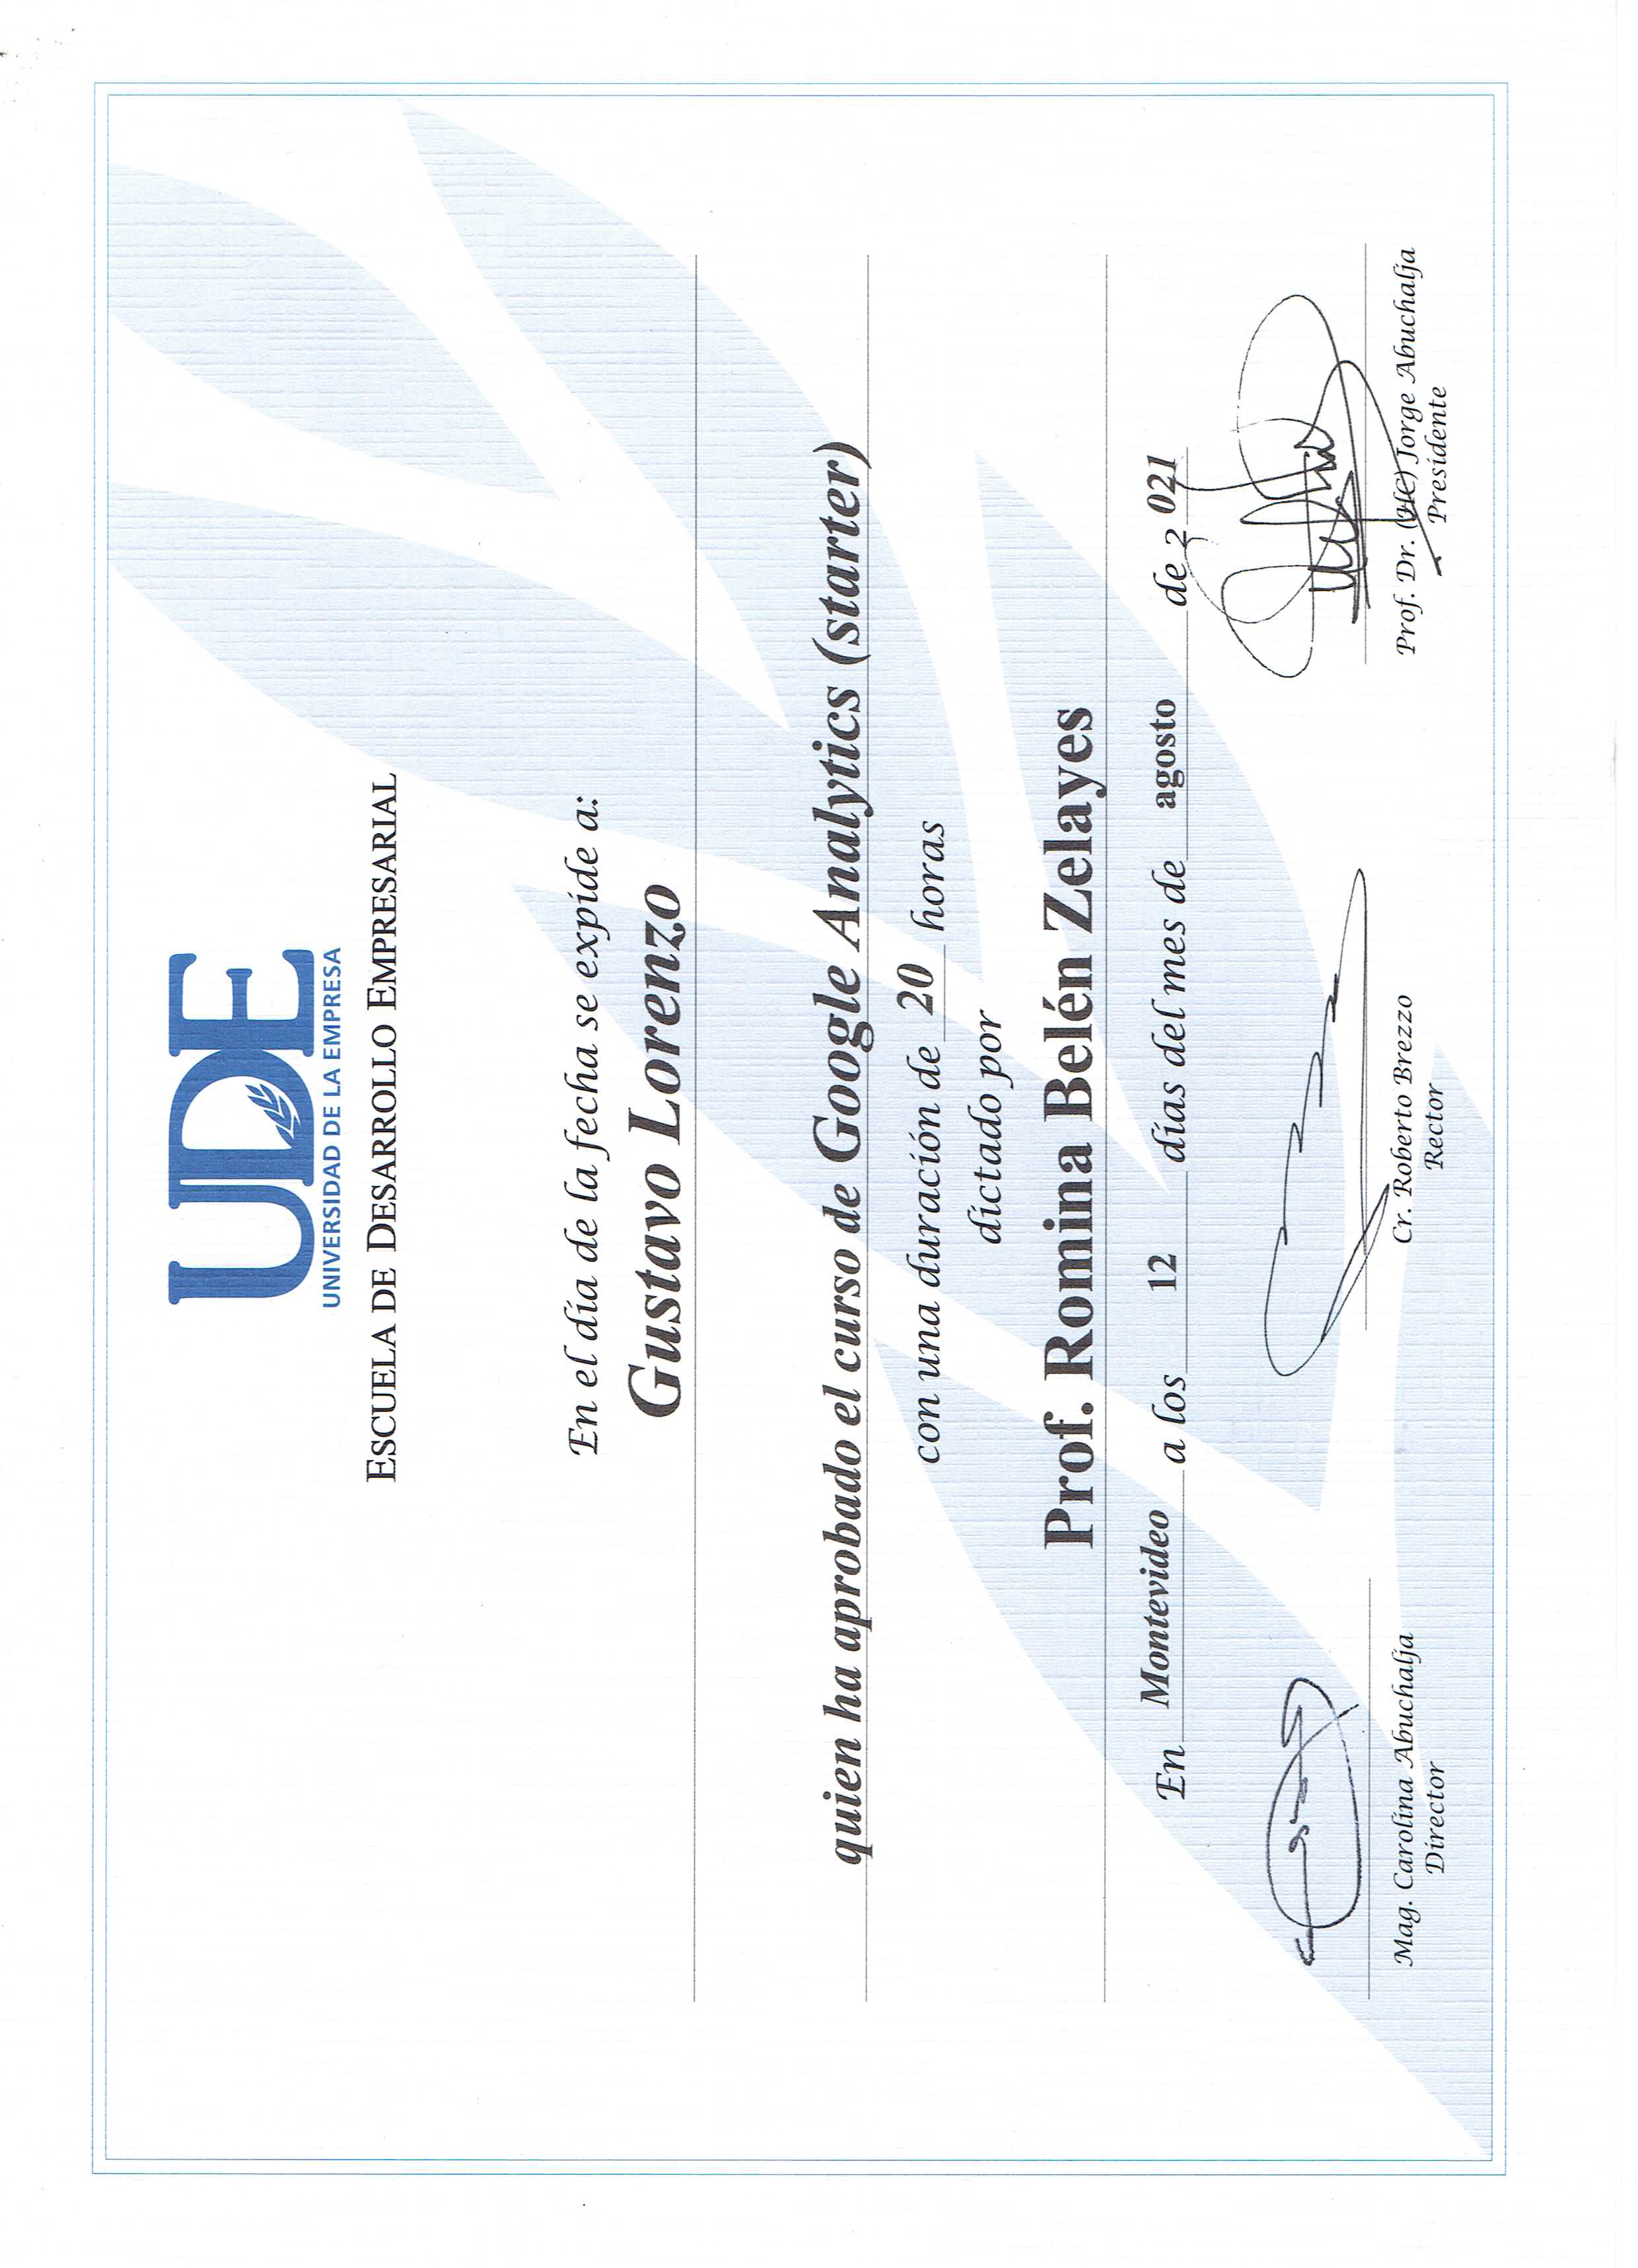 UDE
UNIVERSIDAD DE LA EMPRESA
ESCUELA DE DESARROLLO EMPRESARIAL
En el día de la fecha se expide a:
Gustavo Lorenzo
quien ha aprobado el curso de Google Analytics (starter)
con una duración de 20 horas
dictado por
Prof. Romina Belén Zelayes
En Montevideo a los 12 días del mes de agosto de 2 021
Mag. Carolina Abuchalja
Director
Cr. Roberto Brezzo
Rector
Prof. Dr. (HC) Jorge Abuchalja
Presidente